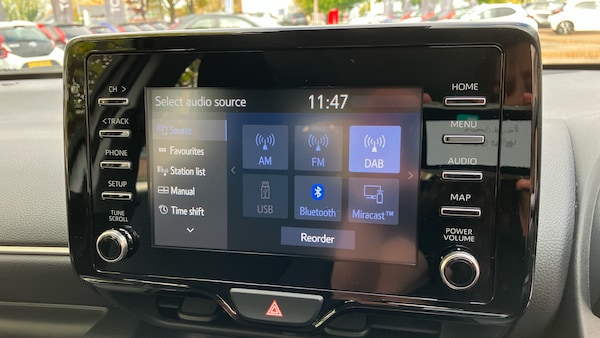 CH >
< TRACK
PHONE
SETUP
TUNE
SCROLL
Select audio source
11:47
Source
Favourites
Station list
Manual
Time shift
AM
FM
DAB
USB
Bluetooth
Miracast™
Reorder
HOME
MENU
AUDIO
MAP
POWER
VOLUME